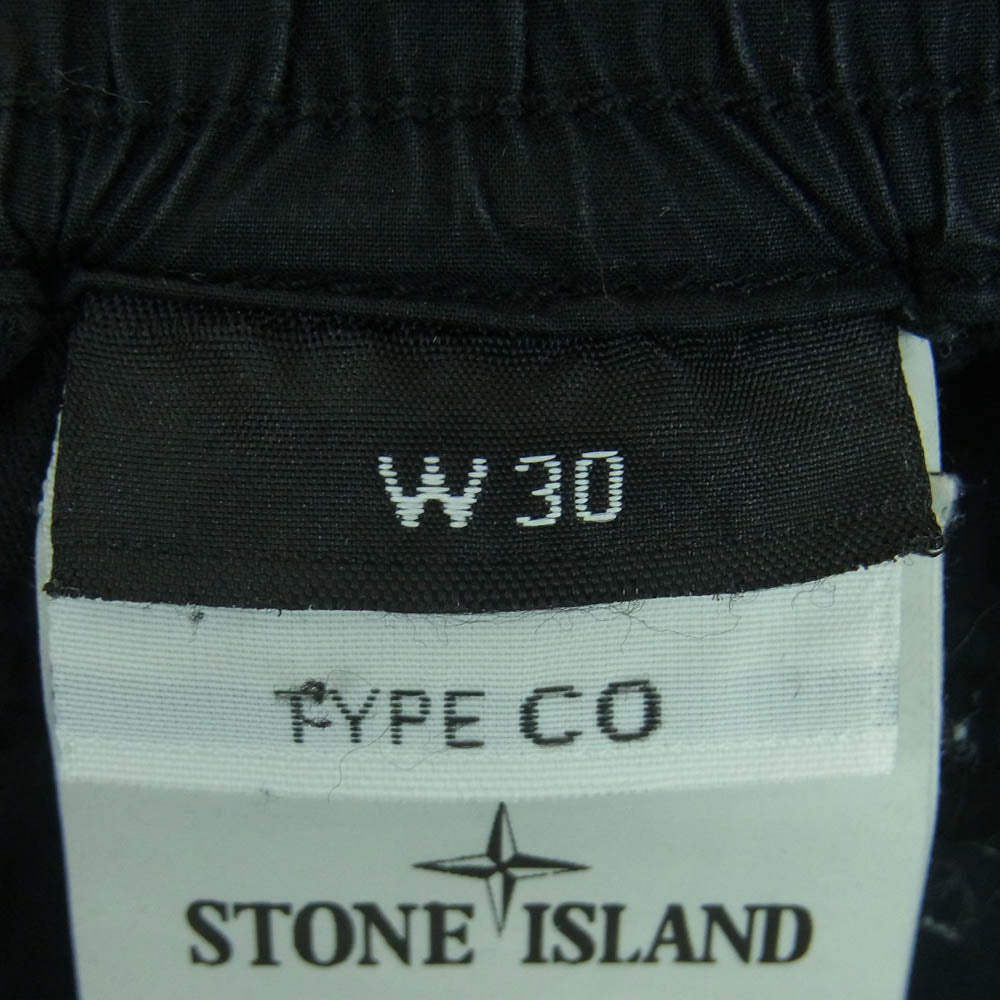 W 30
TYPE CO
STONE ISLAND